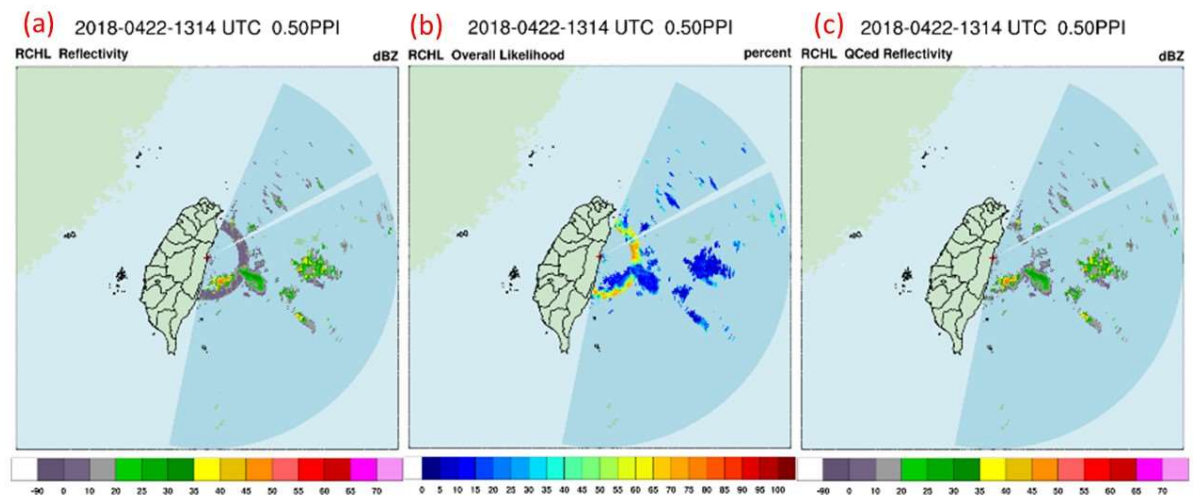 (a) 2018-0422-1314 UTC 0.50PPI
RCHL Reflectivity dBZ
-90 0 10 20 25 30 35 40 45 50 55 60 65 70
(b) 2018-0422-1314 UTC 0.50PPI
RCHL Overall Likelihood percent
0 5 10 15 20 25 30 35 40 45 50 55 60 65 70 75 80 85 90 95 100
(c) 2018-0422-1314 UTC 0.50PPI
RCHL QCed Reflectivity dBZ
-90 0 10 20 25 30 35 40 45 50 55 60 65 70